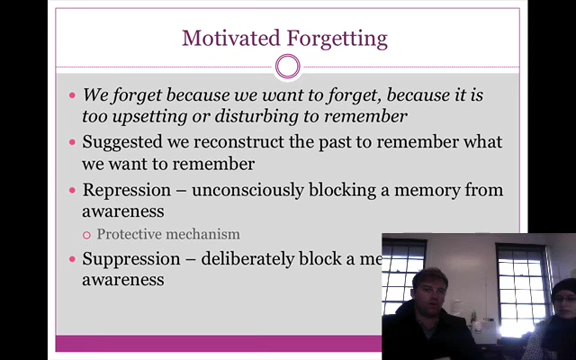 Motivated Forgetting
We forget because we want to forget, because it is
too upsetting or disturbing to remember
Suggested we reconstruct the past to remember what
we want to remember
Repression – unconsciously blocking a memory from
awareness
Protective mechanism
Suppression – deliberately block a me
awareness